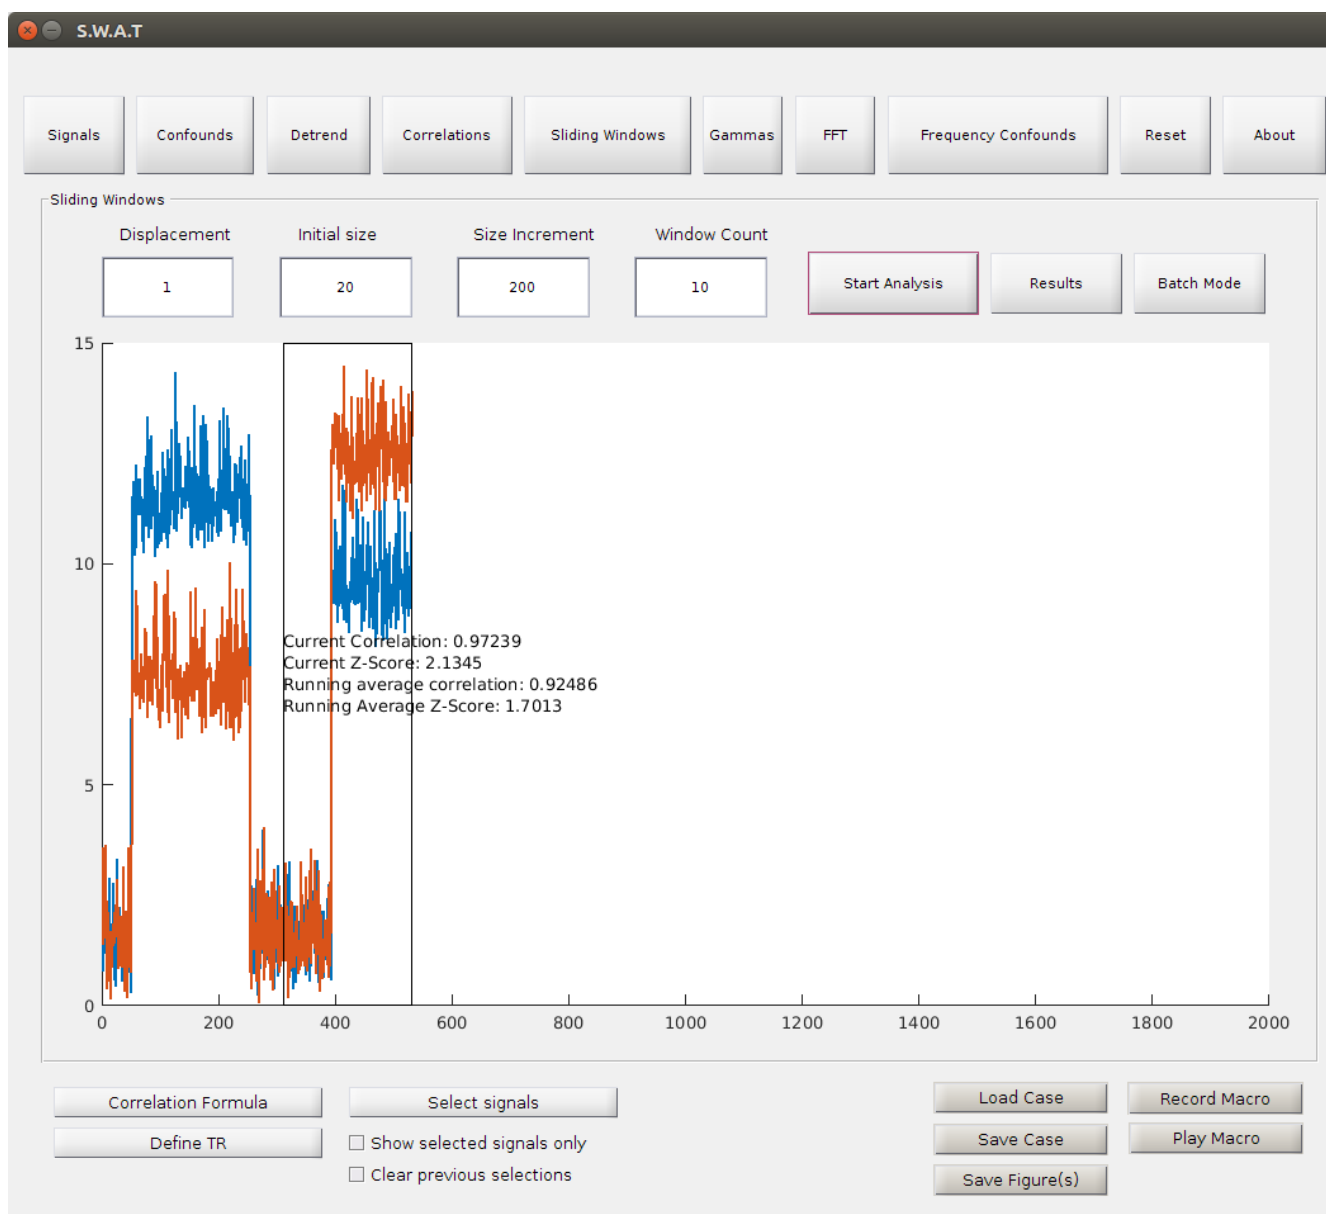 S.W.A.T
Signals Confounds Detrend Correlations Sliding Windows Gammas FFT Frequency Confounds Reset About
Sliding Windows
Displacement Initial size Size Increment Window Count
1 20 200 10 Start Analysis Results Batch Mode
15
10
Current Correlation: 0.97239
Current Z-Score: 2.1345
Running average correlation: 0.92486
Running Average Z-Score: 1.7013
5
0
0 200 400 600 800 1000 1200 1400 1600 1800 2000
Correlation Formula Select signals Load Case Record Macro
Define TR Show selected signals only Save Case Play Macro
Clear previous selections Save Figure(s)